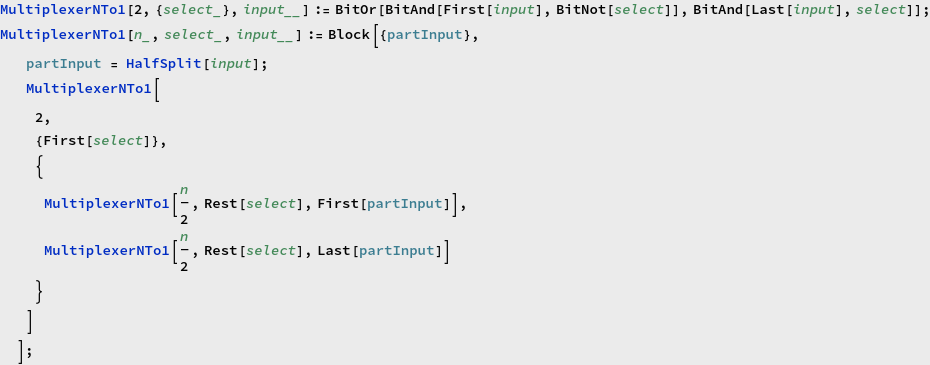 MultiplexerNTo1[2, {select_}, input__] := BitOr[BitAnd[First[input], BitNot[select]], BitAnd[Last[input], select]];
MultiplexerNTo1[n_, select_, input__] := Block[{partInput},
partInput = HalfSplit[input];
MultiplexerNTo1[
2,
{First[select]},
{
MultiplexerNTo1[n/2, Rest[select], First[partInput]],
MultiplexerNTo1[n/2, Rest[select], Last[partInput]]
}
]
];